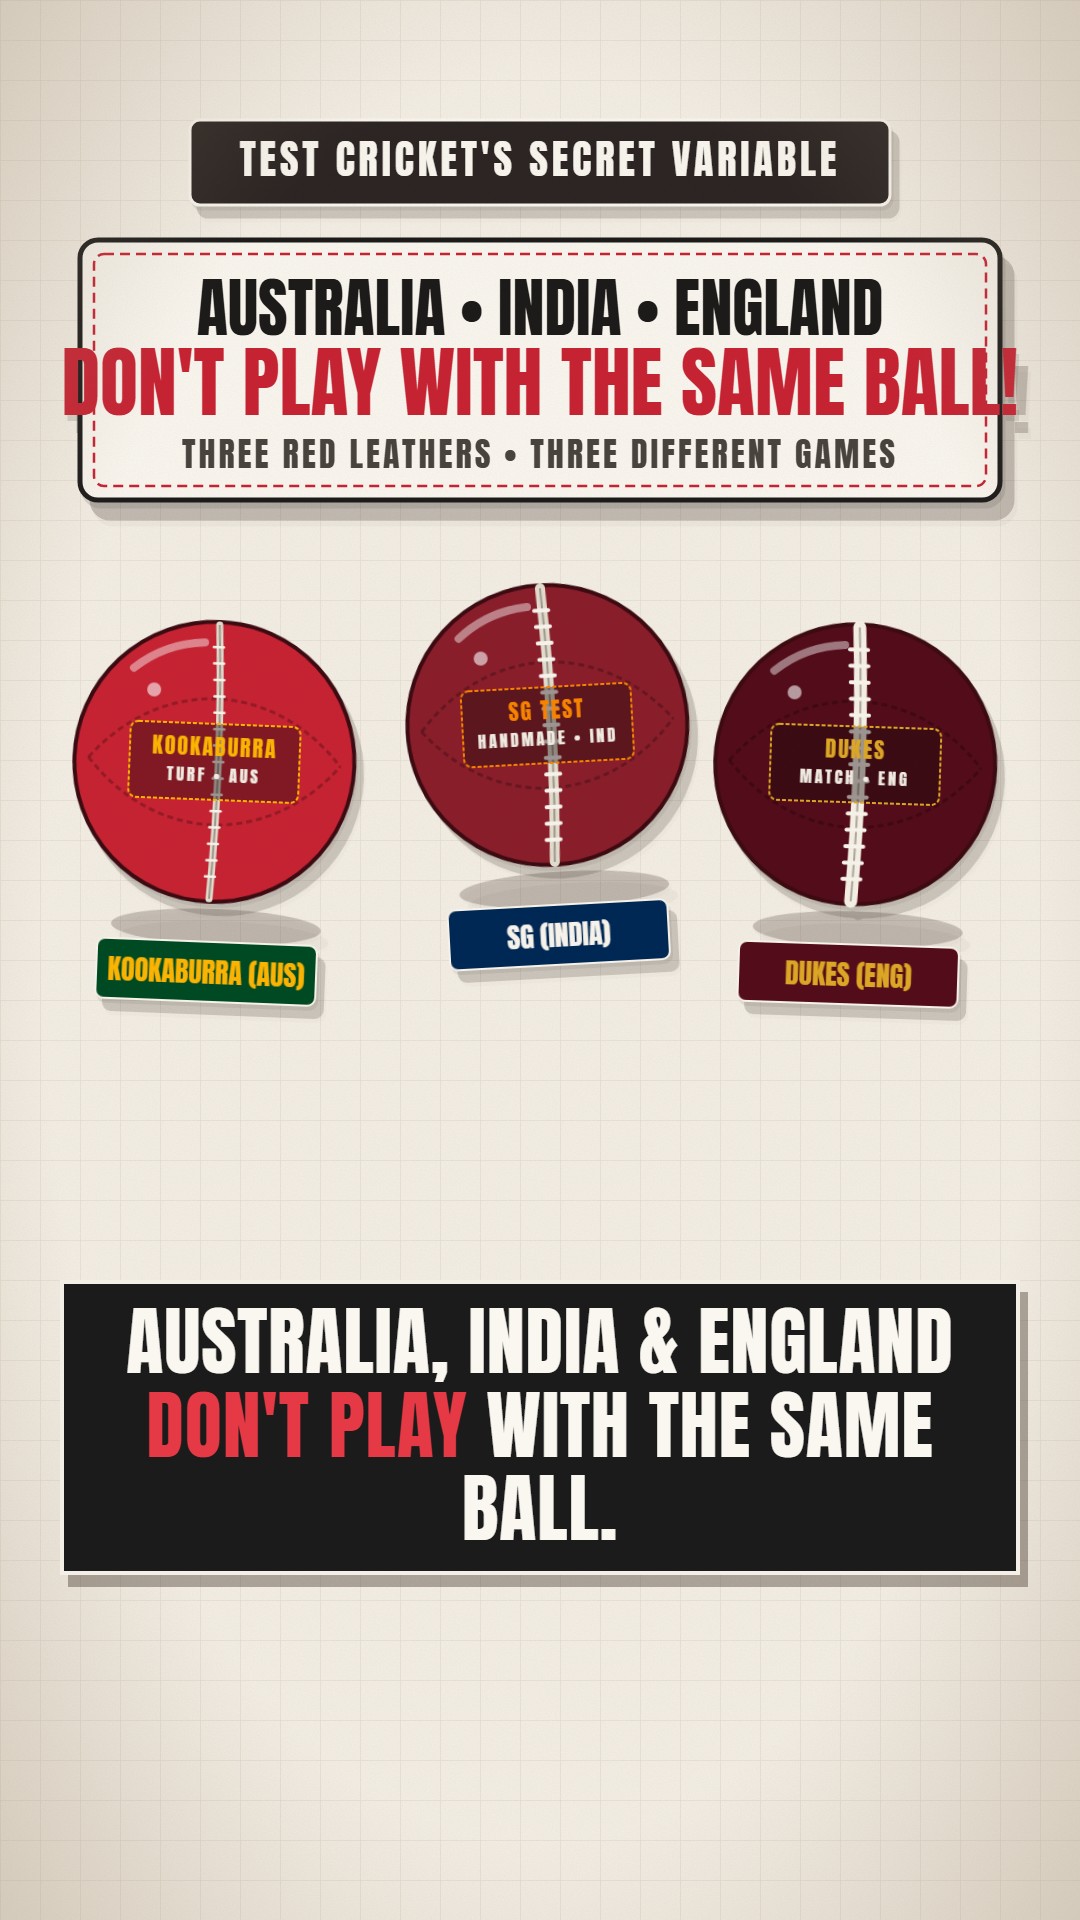 TEST CRICKET'S SECRET VARIABLE
AUSTRALIA • INDIA • ENGLAND
DON'T PLAY WITH THE SAME BALL!
THREE RED LEATHERS • THREE DIFFERENT GAMES
KOOKABURRA
TURF • AUS
KOOKABURRA (AUS)
SG TEST
HANDMADE • IND
SG (INDIA)
DUKES
MATCH • ENG
DUKES (ENG)
AUSTRALIA, INDIA & ENGLAND
DON'T PLAY WITH THE SAME
BALL.